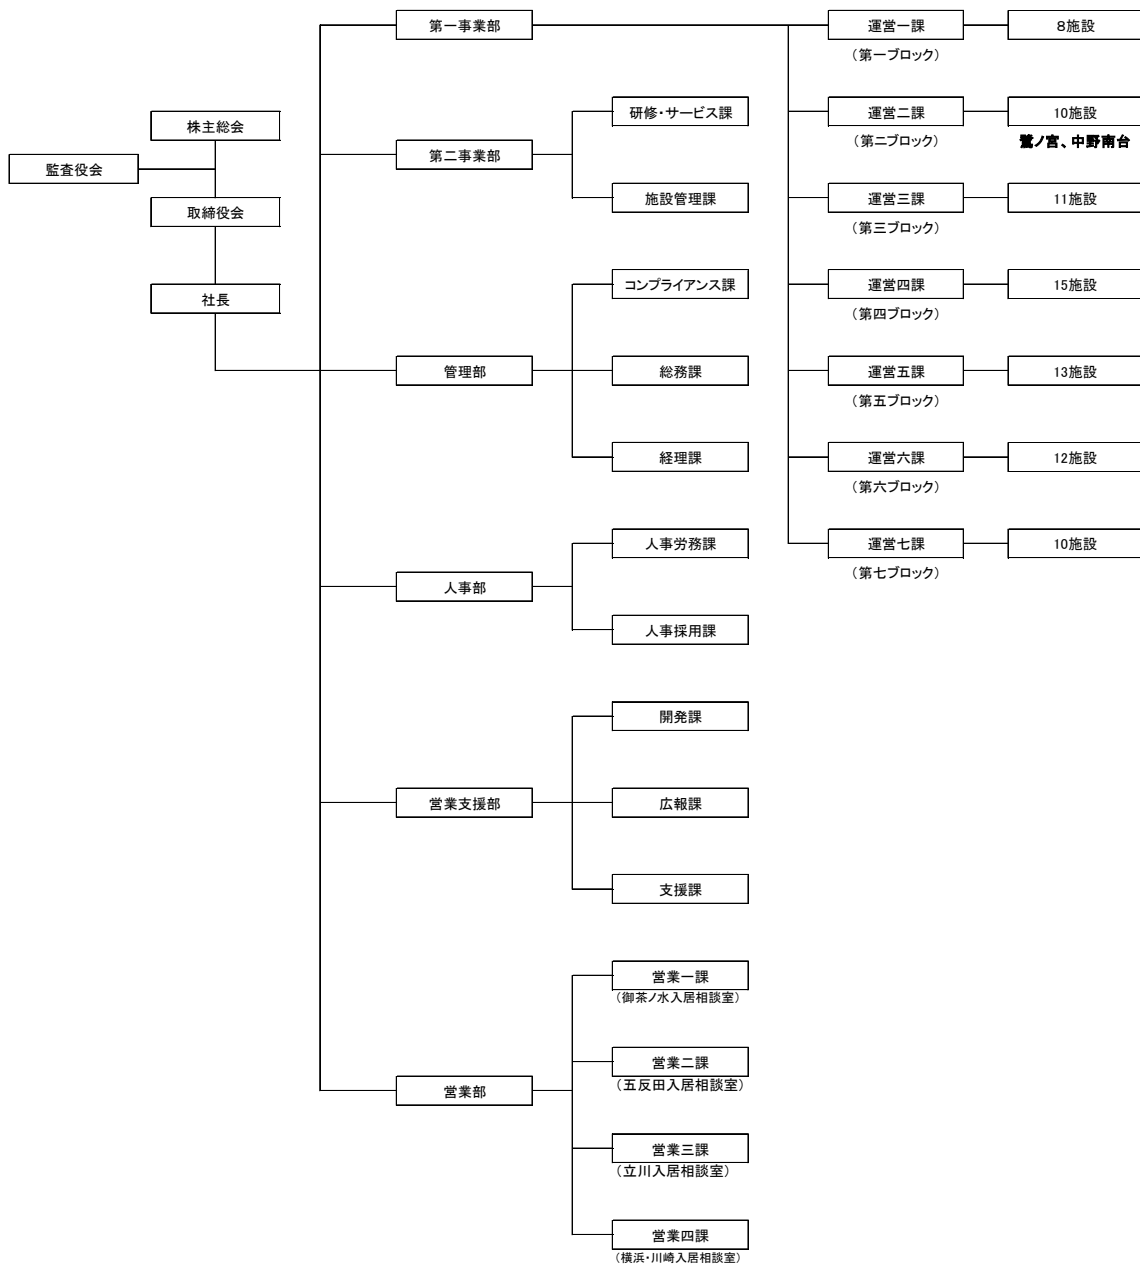 株主総会
監査役会
取締役会
社長
第一事業部
第二事業部
研修・サービス課
施設管理課
管理部
コンプライアンス課
総務課
経理課
人事部
人事労務課
人事採用課
営業支援部
開発課
広報課
支援課
営業部
営業一課
（御茶ノ水入居相談室）
営業二課
（五反田入居相談室）
営業三課
（立川入居相談室）
営業四課
（横浜・川崎入居相談室）
運営一課
（第一ブロック）
8施設
運営二課
（第二ブロック）
10施設
鷺ノ宮、中野南台
運営三課
（第三ブロック）
11施設
運営四課
（第四ブロック）
15施設
運営五課
（第五ブロック）
13施設
運営六課
（第六ブロック）
12施設
運営七課
（第七ブロック）
10施設